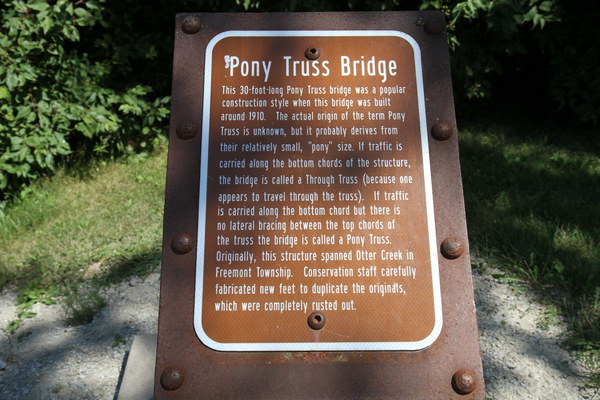 Pony Truss Bridge
This 30-foot-long Pony Truss bridge was a popular
construction style when this bridge was built
around 1910. The actual origin of the term Pony
Truss is unknown, but it probably derives from
their relatively small, "pony" size. If traffic is
carried along the bottom chords of the structure,
the bridge is called a Through Truss (because one
appears to travel through the truss). If traffic
is carried along the bottom chord but there is
no lateral bracing between the top chords of
the truss the bridge is called a Pony Truss.
Originally, this structure spanned Otter Creek in
Freemont Township. Conservation staff carefully
fabricated new feet to duplicate the originals,
which were completely rusted out.